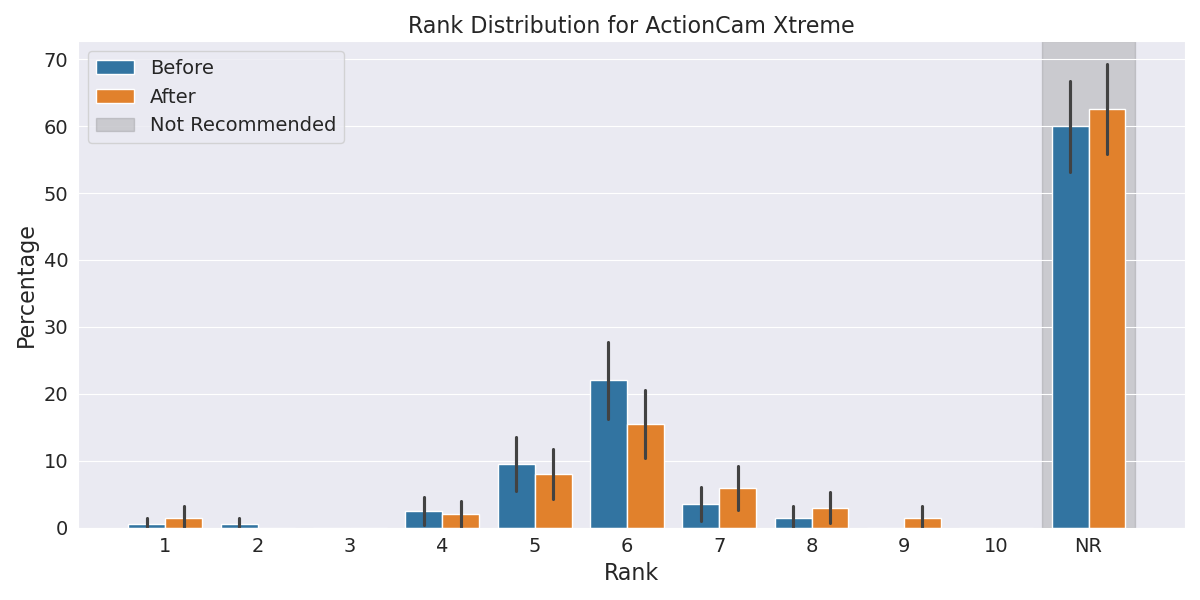 Rank Distribution for ActionCam Xtreme
Before
After
Not Recommended
Percentage
70
60
50
40
30
20
10
0
1 2 3 4 5 6 7 8 9 10 NR
Rank